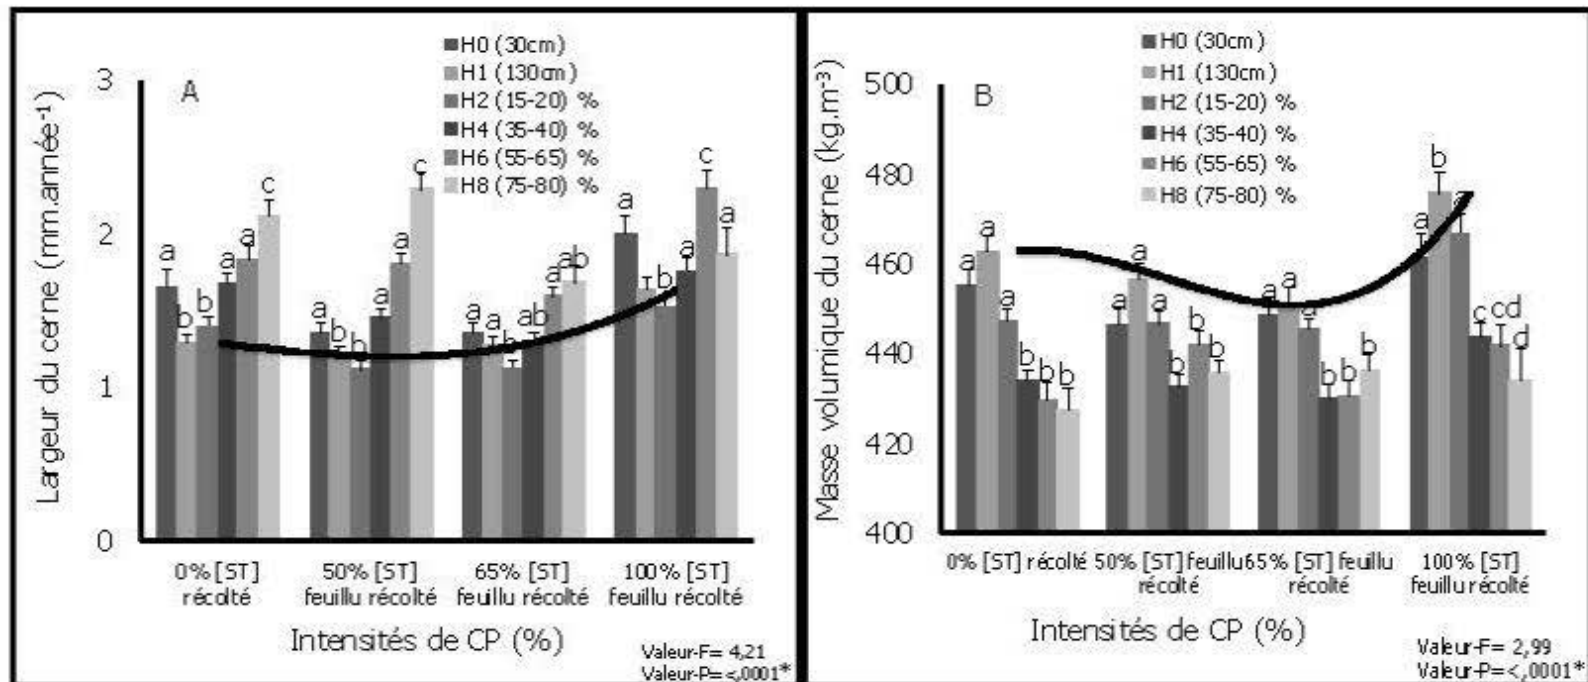 A
H0 (30cm)
H1 (130cm)
H2 (15-20) %
H4 (35-40) %
H6 (55-65) %
H8 (75-80) %
Largeur du cerne (mm.année⁻¹)
3
2
1
0
a
b
b
a
a
c
a
b
b
a
a
c
a
a
b
ab
a
ab
a
b
a
c
a
0% [ST]
récolté
50% [ST]
feuillu récolté
65% [ST]
feuillu récolté
100% [ST]
feuillu récolté
Intensités de CP (%)
Valeur-F= 4,21
Valeur-P=<,0001*
B
H0 (30cm)
H1 (130cm)
H2 (15-20) %
H4 (35-40) %
H6 (55-65) %
H8 (75-80) %
Masse volumique du cerne (kg.m⁻³)
500
480
460
440
420
400
a
a
a
b
b
b
a
a
a
b
b
b
a
a
a
b
b
b
a
b
a
c
cd
d
0% [ST] récolté
50% [ST] feuillu
récolté
65% [ST] feuillu
récolté
100% [ST]
feuillu récolté
Intensités de CP (%)
Valeur-F= 2,99
Valeur-P=<,0001*